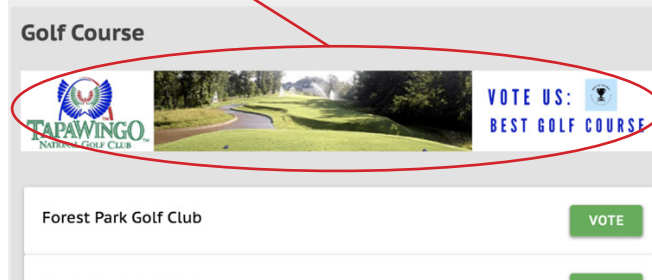 Golf Course
TAPAWINGO
NATIONAL GOLF CLUB
VOTE US:
BEST GOLF COURSE
Forest Park Golf Club
VOTE